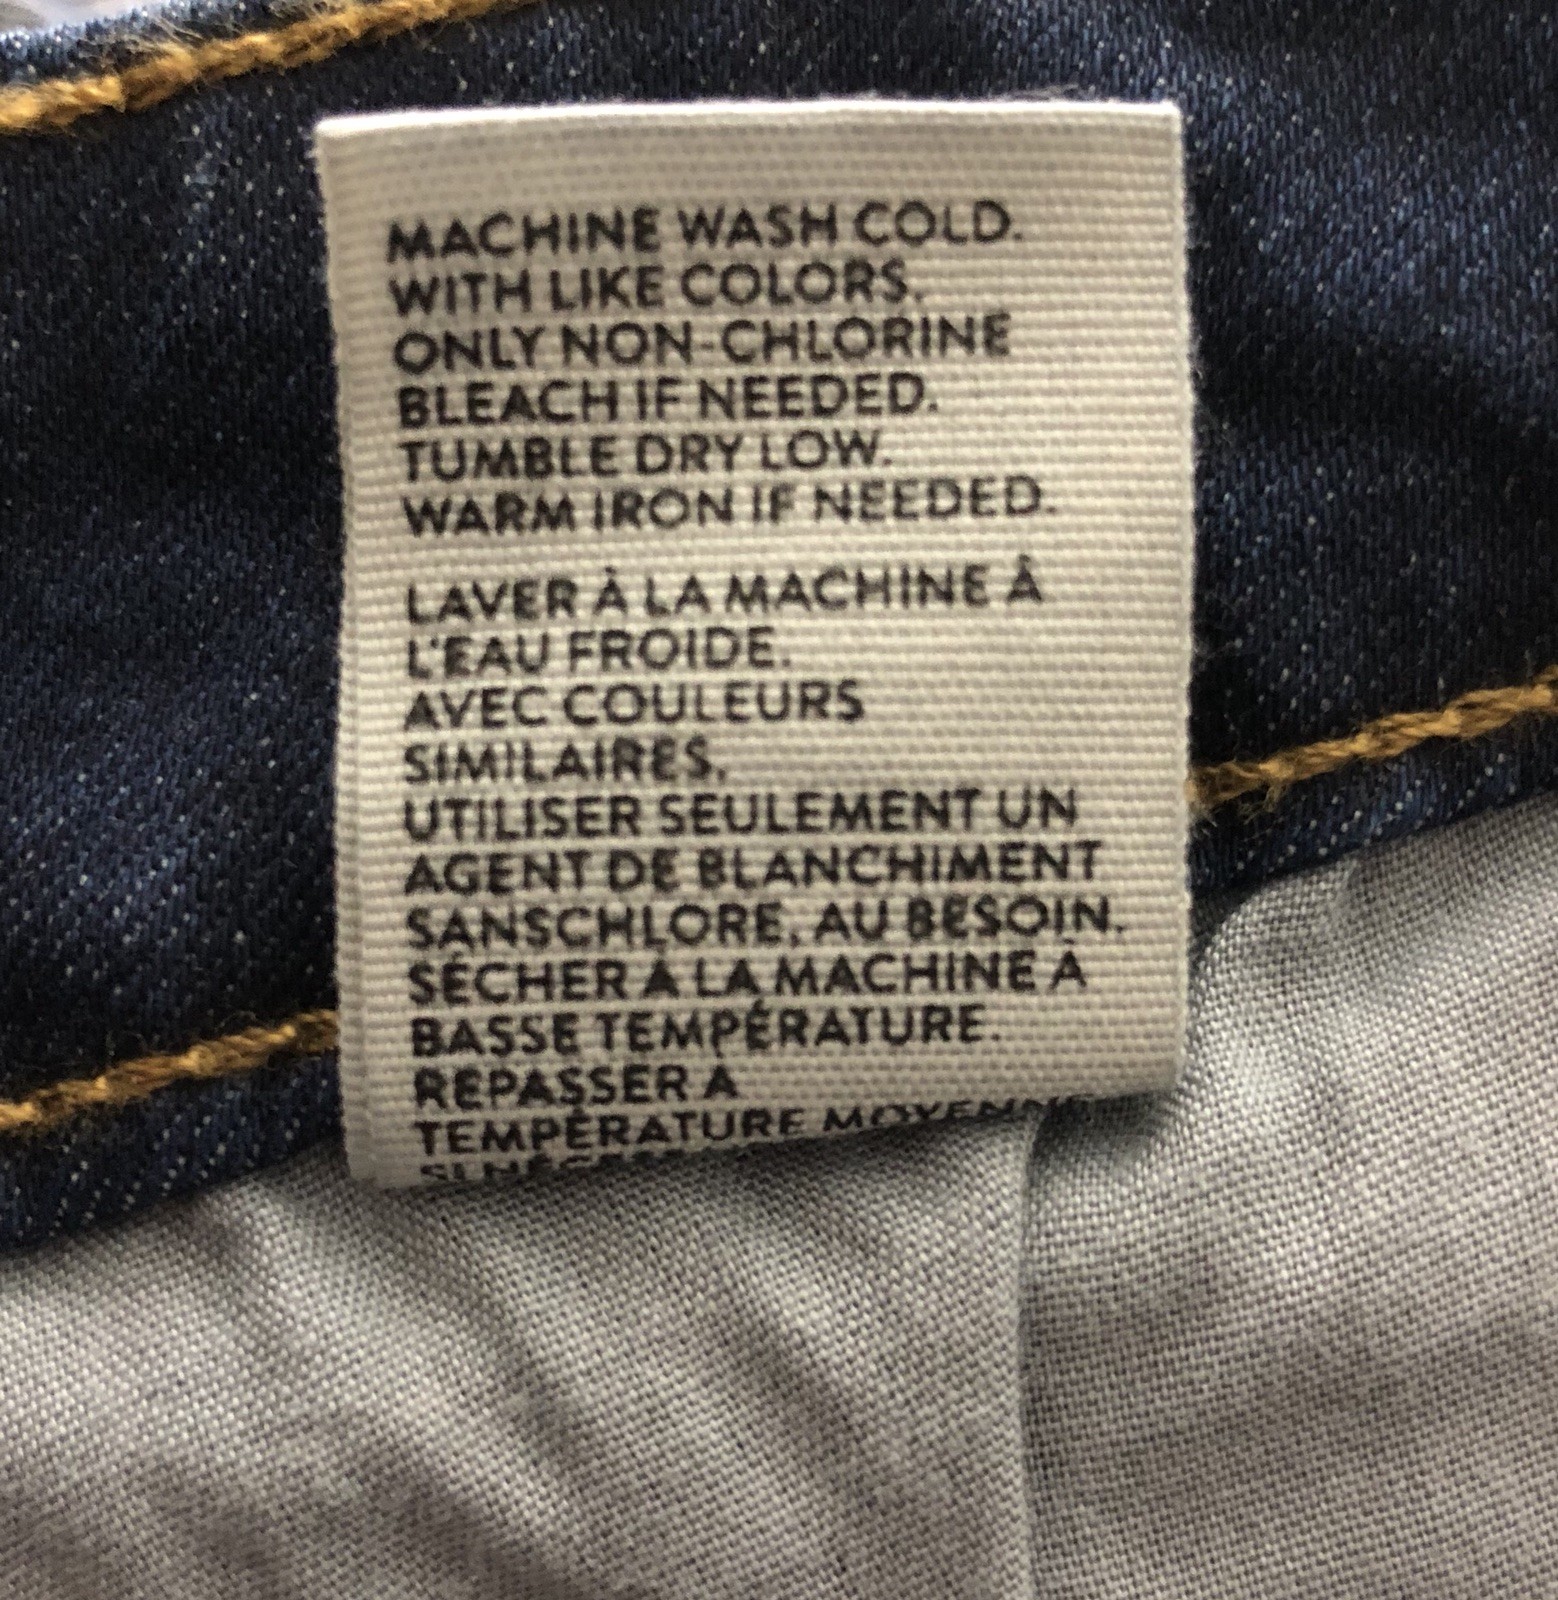 MACHINE WASH COLD.
WITH LIKE COLORS.
ONLY NON-CHLORINE
BLEACH IF NEEDED.
TUMBLE DRY LOW.
WARM IRON IF NEEDED.
LAVER À LA MACHINE À
L'EAU FROIDE.
AVEC COULEURS
SIMILAIRES.
UTILISER SEULEMENT UN
AGENT DE BLANCHIMENT
SANSCHLORE, AU BESOIN.
SÉCHER À LA MACHINE À
BASSE TEMPÉRATURE.
REPASSER À
TEMPÉRATURE MOYENNE
SI